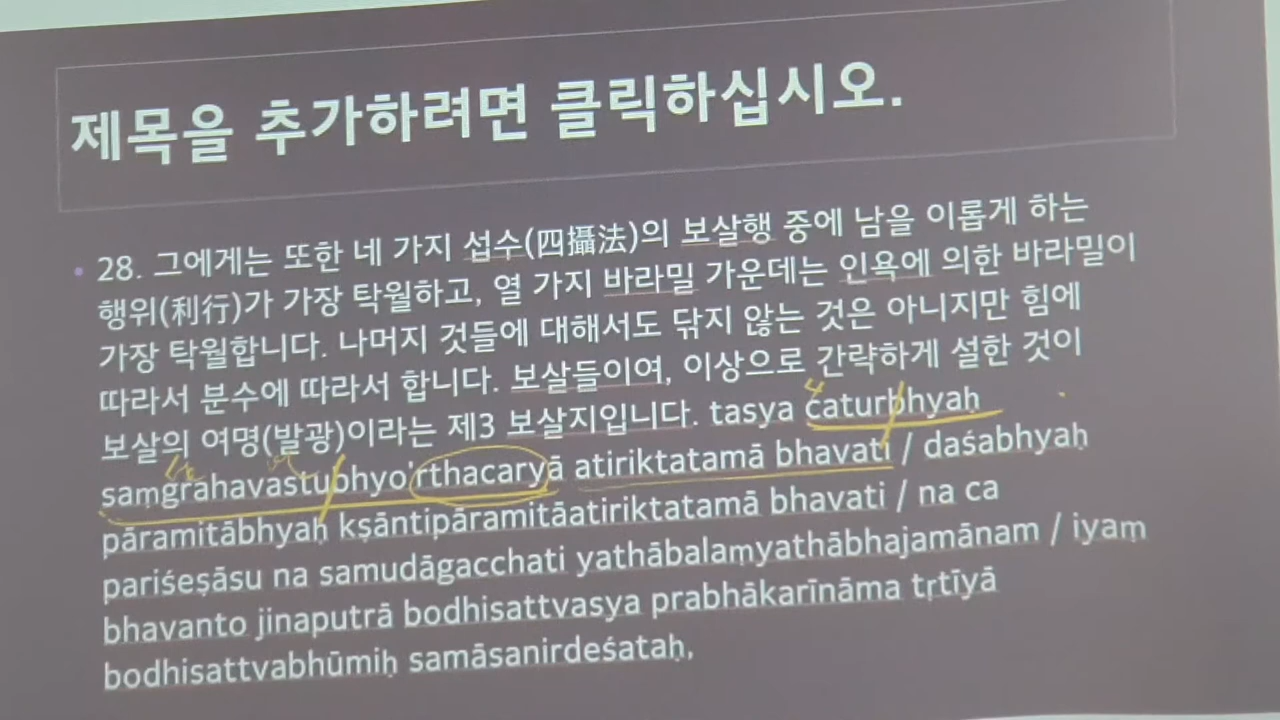 제목을 추가하려면 클릭하십시오.
• 28. 그에게는 또한 네 가지 섭수(四攝法)의 보살행 중에 남을 이롭게 하는
행위(利行)가 가장 탁월하고, 열 가지 바라밀 가운데는 인욕에 의한 바라밀이
가장 탁월합니다. 나머지 것들에 대해서도 닦지 않는 것은 아니지만 힘에
따라서 분수에 따라서 합니다. 보살들이여, 이상으로 간략하게 설한 것이
보살의 여명(발광)이라는 제3 보살지입니다. tasya caturbhyaḥ
saṃgrahavastubhyo'rthacaryā atiriktatamā bhavati / daśabhyaḥ
pāramitābhyaḥ kṣāntipāramitāatiriktatamā bhavati / na ca
pariśeṣāsu na samudāgacchati yathābalaṃyathābhajamānam / iyaṃ
bhavanto jinaputrā bodhisattvasya prabhākarīnāma tṛtīyā
bodhisattvabhūmiḥ samāsanirdeśataḥ,